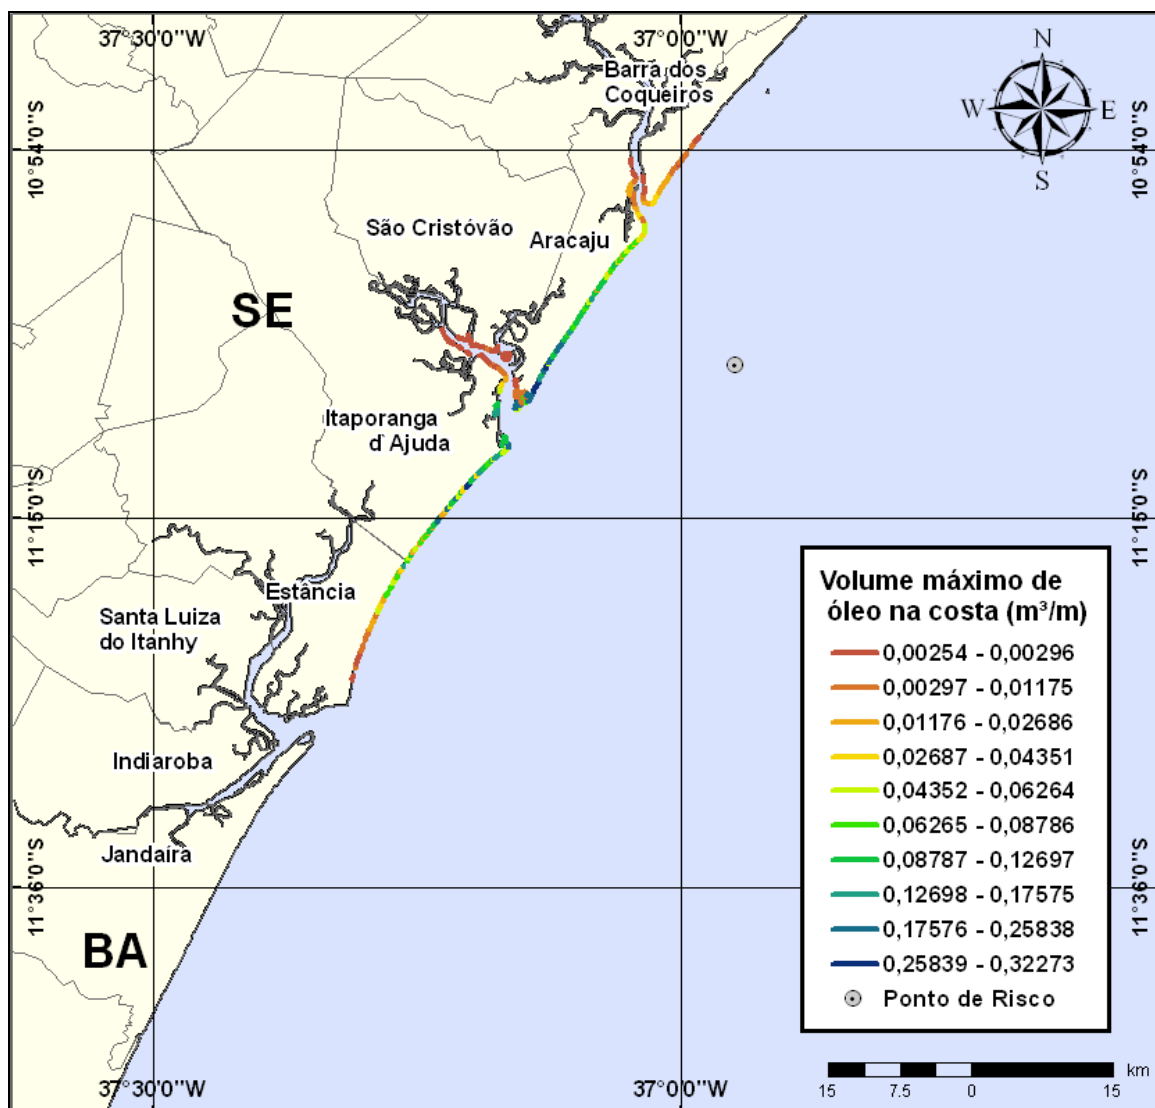 37°30'0"W
37°0'0"W
N
W
E
S
Barra dos
Coqueiros
10°54'0"S
10°54'0"S
São Cristóvão
Aracaju
SE
Itaporanga
d`Ajuda
11°15'0"S
11°15'0"S
Estância
Santa Luiza
do Itanhy
Indiaroba
Jandaíra
11°36'0"S
11°36'0"S
BA
Volume máximo de
óleo na costa (m³/m)
0,00254 - 0,00296
0,00297 - 0,01175
0,01176 - 0,02686
0,02687 - 0,04351
0,04352 - 0,06264
0,06265 - 0,08786
0,08787 - 0,12697
0,12698 - 0,17575
0,17576 - 0,25838
0,25839 - 0,32273
Ponto de Risco
km
15 7.5 0 15
37°30'0"W
37°0'0"W